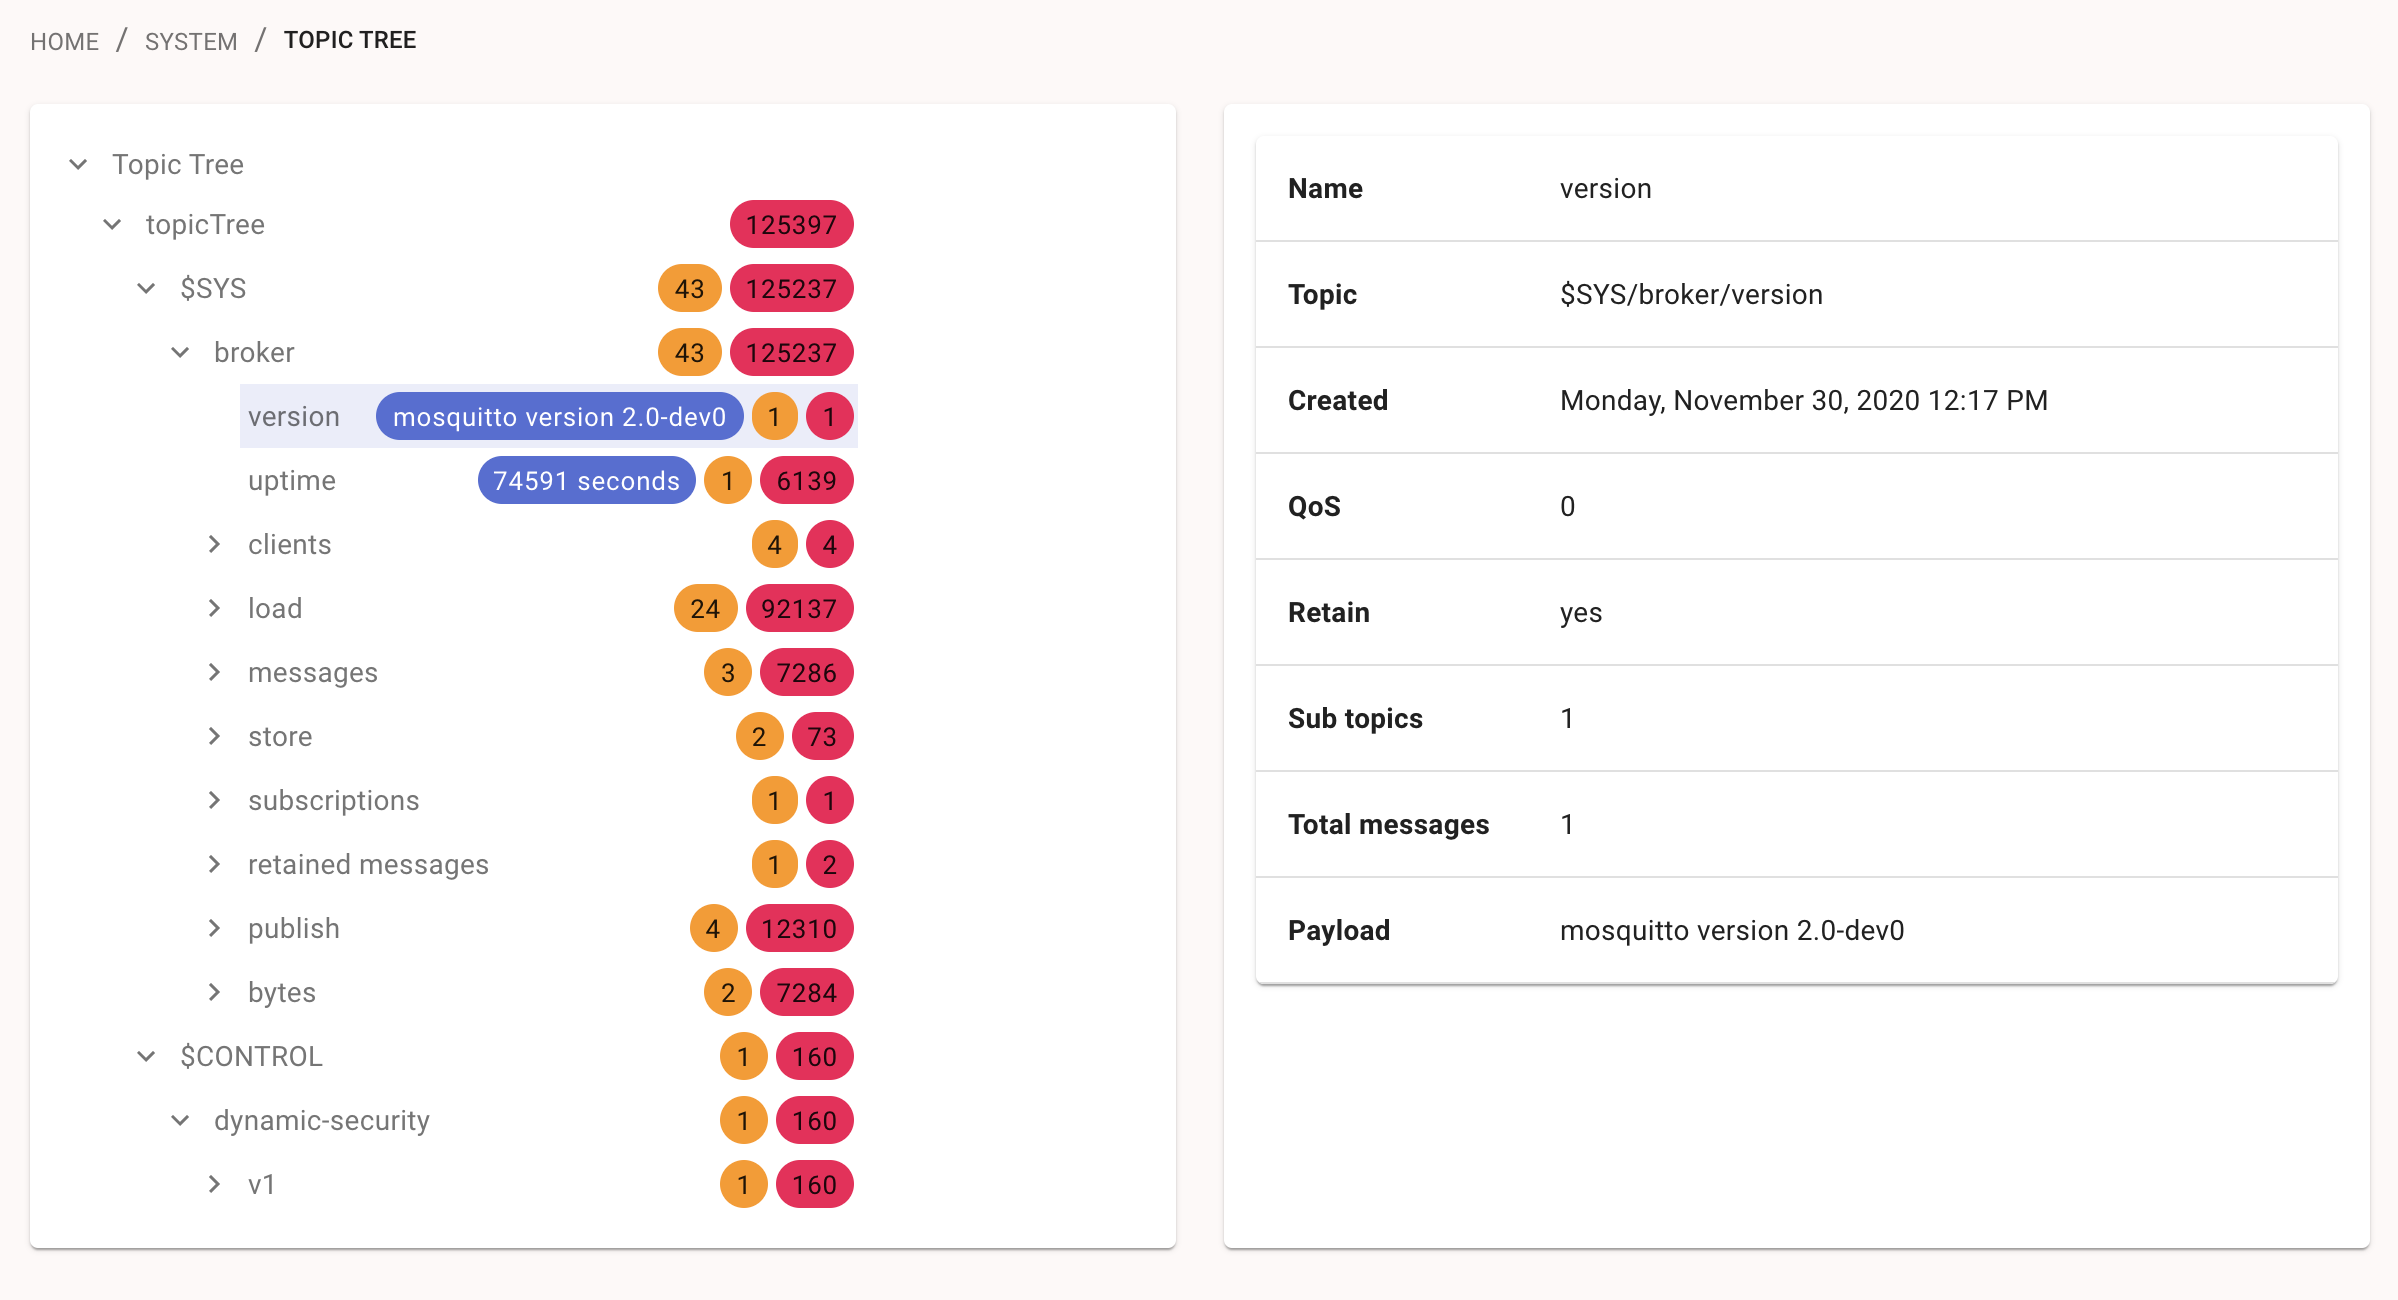 HOME / SYSTEM / TOPIC TREE
Topic Tree
topicTree 125397
$SYS 43 125237
broker 43 125237
version mosquitto version 2.0-dev0 1 1
uptime 74591 seconds 1 6139
clients 4 4
load 24 92137
messages 3 7286
store 2 73
subscriptions 1 1
retained messages 1 2
publish 4 12310
bytes 2 7284
$CONTROL 1 160
dynamic-security 1 160
v1 1 160
Name version
Topic $SYS/broker/version
Created Monday, November 30, 2020 12:17 PM
QoS 0
Retain yes
Sub topics 1
Total messages 1
Payload mosquitto version 2.0-dev0